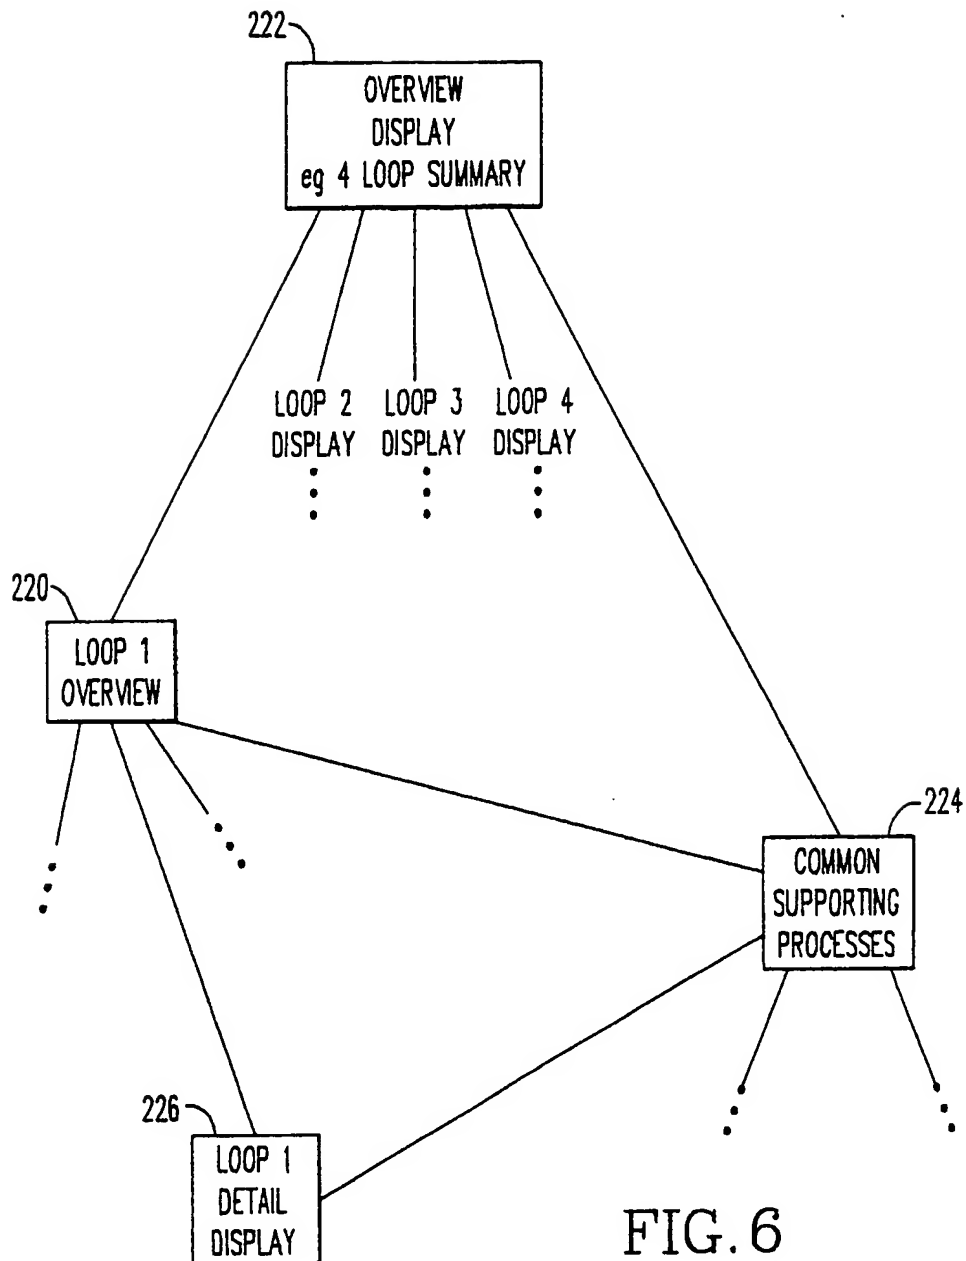 222
OVERVIEW
DISPLAY
eg 4 LOOP SUMMARY
LOOP 2 LOOP 3 LOOP 4
DISPLAY DISPLAY DISPLAY
220
LOOP 1
OVERVIEW
224
COMMON
SUPPORTING
PROCESSES
226
LOOP 1
DETAIL
DISPLAY
FIG. 6